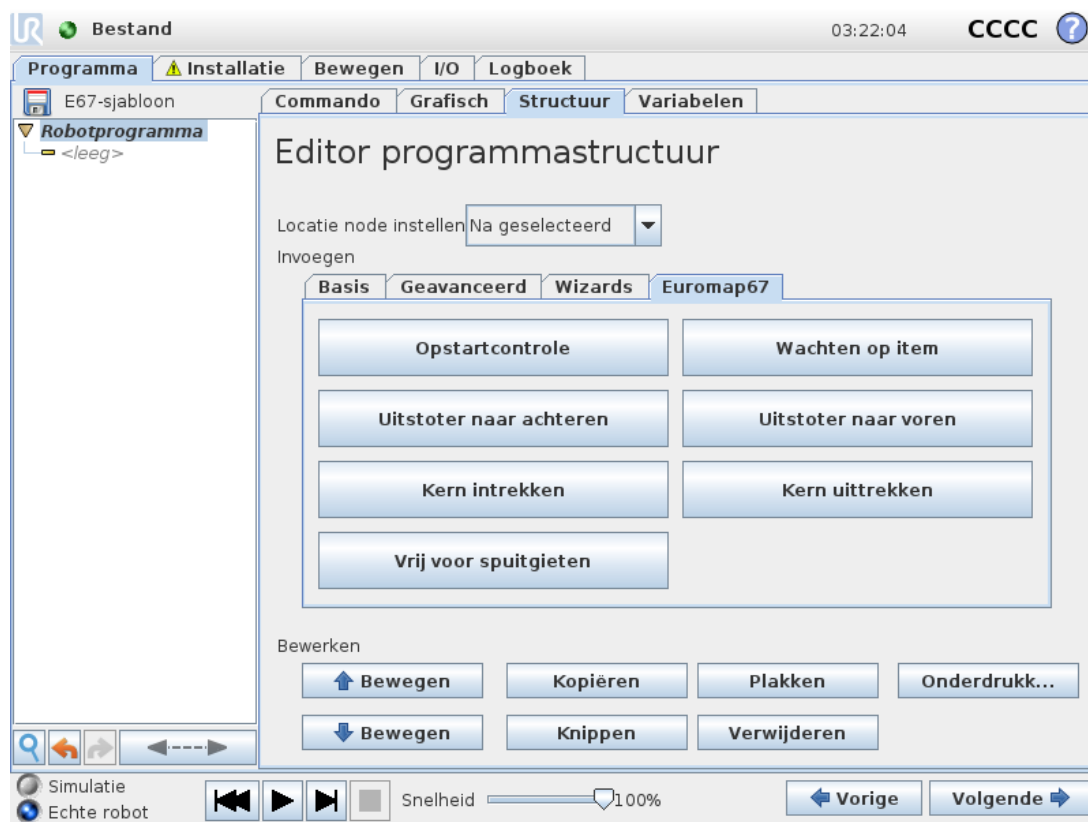 Bestand 03:22:04 CCCC ?
Programma Installatie Bewegen I/O Logboek
E67-sjabloon Commando Grafisch Structuur Variabelen
Robotprogramma
<leeg>
Editor programmastructuur
Locatie node instellen Na geselecteerd
Invoegen
Basis Geavanceerd Wizards Euromap67
Opstartcontrole Wachten op item
Uitstoter naar achteren Uitstoter naar voren
Kern intrekken Kern uittrekken
Vrij voor spuitgieten
Bewerken
Bewegen Kopiëren Plakken Onderdrukk...
Bewegen Knippen Verwijderen
Simulatie
Echte robot
Snelheid 100% Vorige Volgende